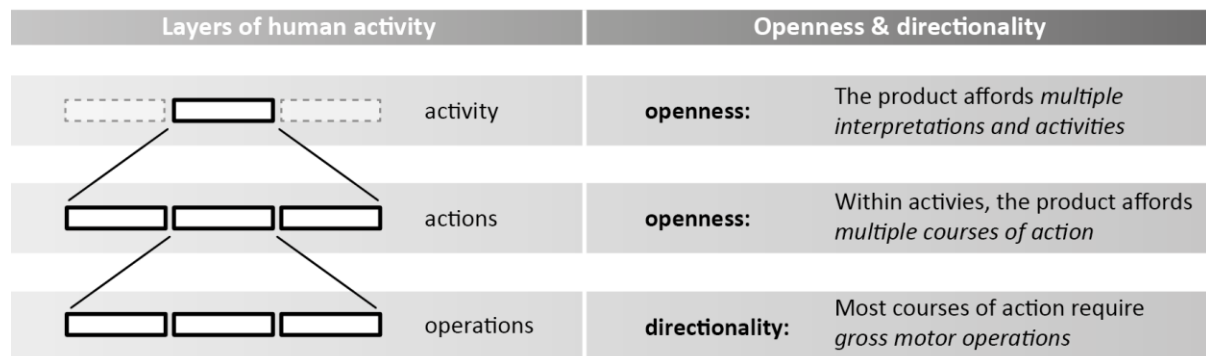 Layers of human activity
Openness & directionality
activity
openness:
The product affords multiple
interpretations and activities
actions
openness:
Within activies, the product affords
multiple courses of action
operations
directionality:
Most courses of action require
gross motor operations